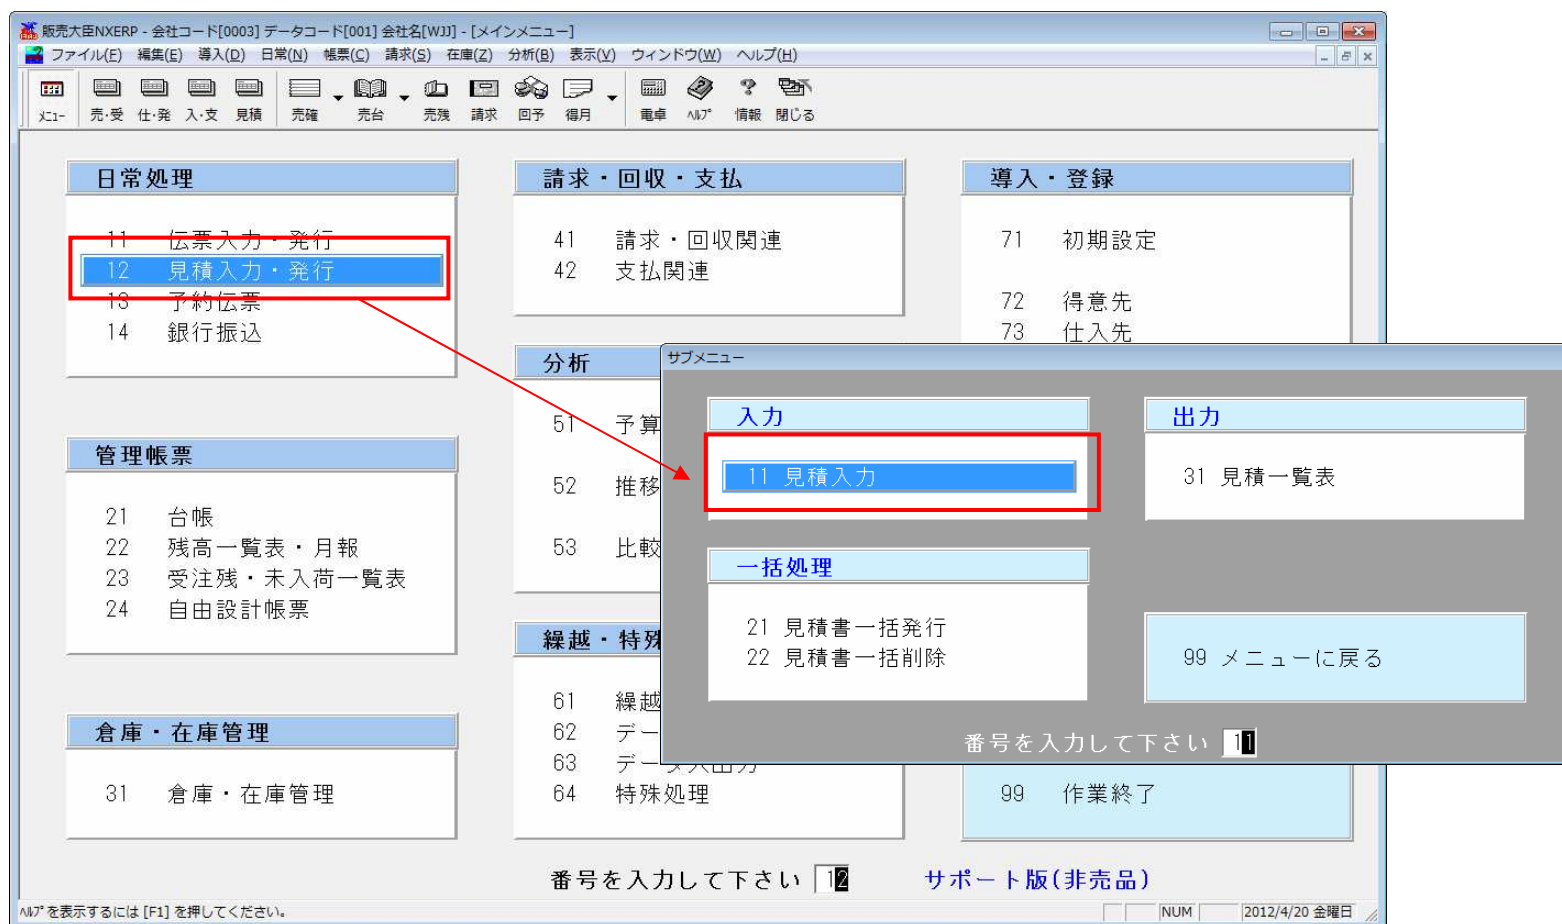 販売大臣NXERP - 会社コード[0003] データコード[001] 会社名[WJJ] - [メインメニュー]
ファイル(F) 編集(E) 導入(D) 日常(N) 帳票(C) 請求(S) 在庫(Z) 分析(B) 表示(V) ウィンドウ(W) ヘルプ(H)
ﾒﾆｭｰ 売・受 仕・発 入・支 見積 売確 売台 売残 請求 回予 得月 電卓 ﾍﾙﾌﾟ 情報 閉じる
日常処理
11 伝票入力・発行
12 見積入力・発行
13 予約伝票
14 銀行振込
管理帳票
21 台帳
22 残高一覧表・月報
23 受注残・未入荷一覧表
24 自由設計帳票
倉庫・在庫管理
31 倉庫・在庫管理
請求・回収・支払
41 請求・回収関連
42 支払関連
分析
51 予算
52 推移
53 比較
繰越・特殊
61 繰越
62 デー
63 データ入出力
64 特殊処理
導入・登録
71 初期設定
72 得意先
73 仕入先
99 作業終了
サブメニュー
入力
11 見積入力
一括処理
21 見積書一括発行
22 見積書一括削除
出力
31 見積一覧表
99 メニューに戻る
番号を入力して下さい 11
番号を入力して下さい 12
サポート版(非売品)
ﾍﾙﾌﾟを表示するには [F1] を押してください。
NUM
2012/4/20 金曜日